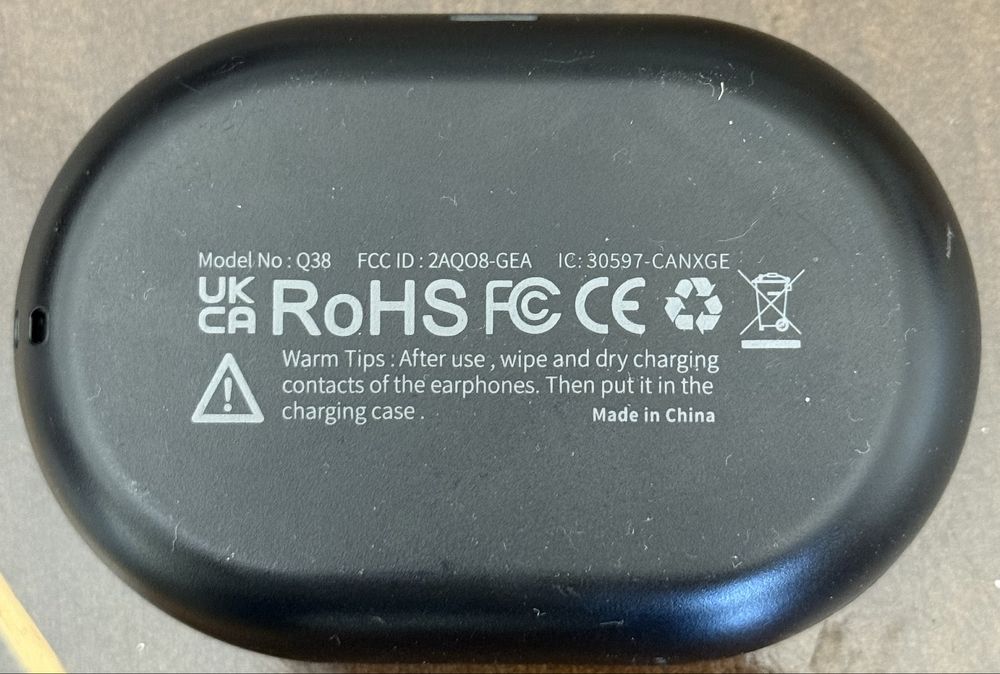 Model No : Q38 FCC ID : 2AQO8-GEA IC: 30597-CANXGE
UK CA RoHS FC CE
Warm Tips : After use , wipe and dry charging
contacts of the earphones. Then put it in the
charging case .
Made in China